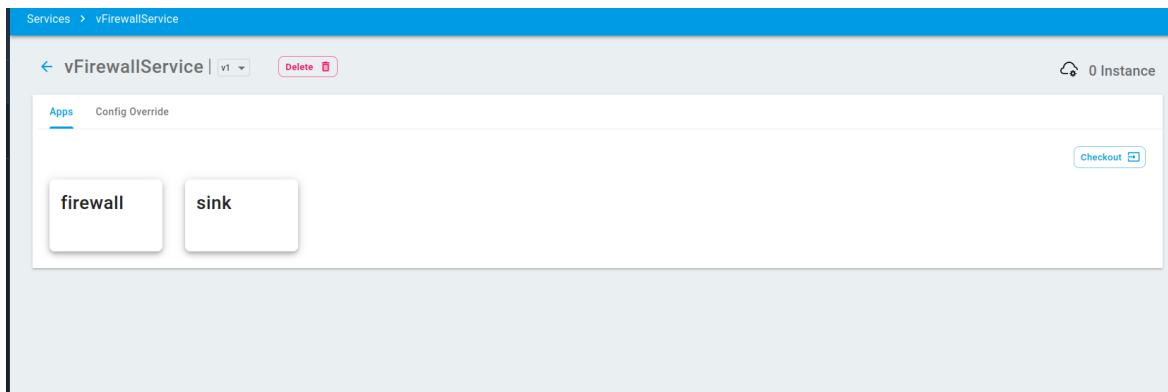 Services > vFirewallService
vFirewallService | v1
Delete
0 Instance
Apps Config Override
Checkout
firewall sink